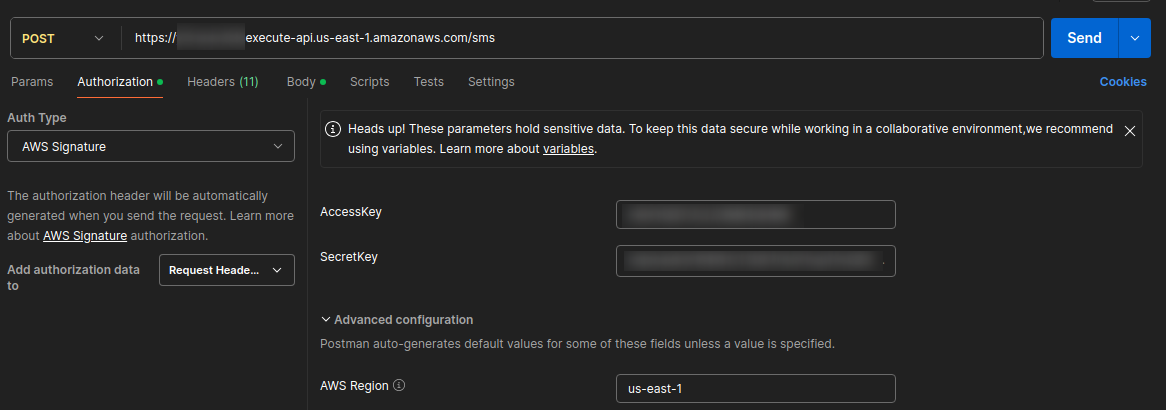 POST https:// execute-api.us-east-1.amazonaws.com/sms Send
Params Authorization Headers (11) Body Scripts Tests Settings Cookies
Auth Type
AWS Signature
The authorization header will be automatically
generated when you send the request. Learn more
about AWS Signature authorization.
Add authorization data
to
Request Heade...
Heads up! These parameters hold sensitive data. To keep this data secure while working in a collaborative environment,we recommend
using variables. Learn more about variables.
AccessKey
SecretKey
Advanced configuration
Postman auto-generates default values for some of these fields unless a value is specified.
AWS Region us-east-1